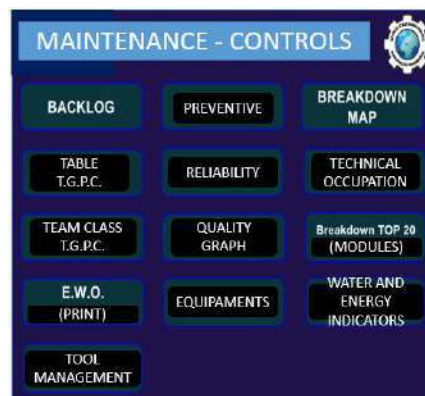 MAINTENANCE - CONTROLS
BACKLOG
PREVENTIVE
BREAKDOWN
MAP
TABLE
T.G.P.C.
RELIABILITY
TECHNICAL
OCCUPATION
TEAM CLASS
T.G.P.C.
QUALITY
GRAPH
Breakdown TOP 20
(MODULES)
E.W.O.
(PRINT)
EQUIPAMENTS
WATER AND
ENERGY
INDICATORS
TOOL
MANAGEMENT